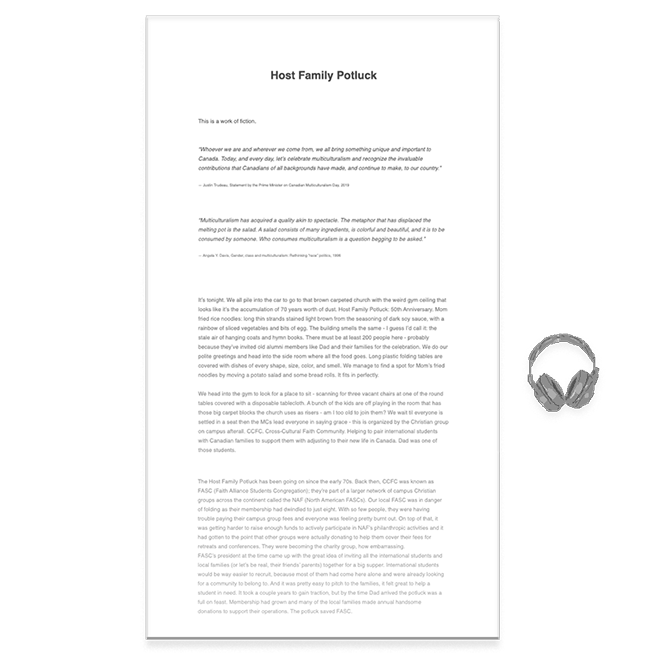 Host Family Potluck
This is a work of fiction.
"Whoever we are and wherever we come from, we all bring something unique and important to
Canada. Today, and every day, let's celebrate multiculturalism and recognize the invaluable
contributions that Canadians of all backgrounds have made, and continue to make, to our country."
— Justin Trudeau, Statement by the Prime Minister on Canadian Multiculturalism Day, 2019
"Multiculturalism has acquired a quality akin to spectacle. The metaphor that has displaced the
melting pot is the salad. A salad consists of many ingredients, is colorful and beautiful, and it is to be
consumed by someone. Who consumes multiculturalism is a question begging to be asked."
— Angela Y. Davis, Gender, class and multiculturalism: Rethinking "race" politics, 1996
It's tonight. We all pile into the car to go to that brown carpeted church with the weird gym ceiling that
looks like it's the accumulation of 70 years worth of dust. Host Family Potluck: 50th Anniversary. Mom
fried rice noodles: long thin strands stained light brown from the seasoning of dark soy sauce, with a
rainbow of sliced vegetables and bits of egg. The building smells the same - I guess I'd call it: the
stale air of hanging coats and hymn books. There must be at least 200 people here - probably
because they've invited old alumni members like Dad and their families for the celebration. We do our
polite greetings and head into the side room where all the food goes. Long plastic folding tables are
covered with dishes of every shape, size, color, and smell. We manage to find a spot for Mom's fried
noodles by moving a potato salad and some bread rolls. It fits in perfectly.
We head into the gym to look for a place to sit - scanning for three vacant chairs at one of the round
tables covered with a disposable tablecloth. A bunch of the kids are off playing in the room that has
those big carpet blocks the church uses as risers - am I too old to join them? We wait til everyone is
settled in a seat then the MCs lead everyone in saying grace - this is organized by the Christian group
on campus afterall. CCFC. Cross-Cultural Faith Community. Helping to pair international students
with Canadian families to support them with adjusting to their new life in Canada. Dad was one of
those students.
The Host Family Potluck has been going on since the early 70s. Back then, CCFC was known as
FASC (Faith Alliance Students Congregation); they're part of a larger network of campus Christian
groups across the continent called the NAF (North American FASCs). Our local FASC was in danger
of folding as their membership had dwindled to just eight. With so few people, they were having
trouble paying their campus group fees and everyone was feeling pretty burnt out. On top of that, it
was getting harder to raise enough funds to actively participate in NAF's philanthropic activities and it
had gotten to the point that other groups were actually donating to help them cover their fees for
retreats and conferences. They were becoming the charity group, how embarrassing
FASC's president at the time came up with the great idea of inviting all the international students and
local families (or let's be real, their friends' parents) together for a big supper. International students
would be way easier to recruit, because most of them had come here alone and were already looking
for a community to belong to. And it was pretty easy to pitch to the families, it felt great to help a
student in need. It took a couple years to gain traction, but by the time Dad arrived the potluck was a
full on feast. Membership had grown and many of the local families made annual handsome
donations to support their operations. The potluck saved FASC.